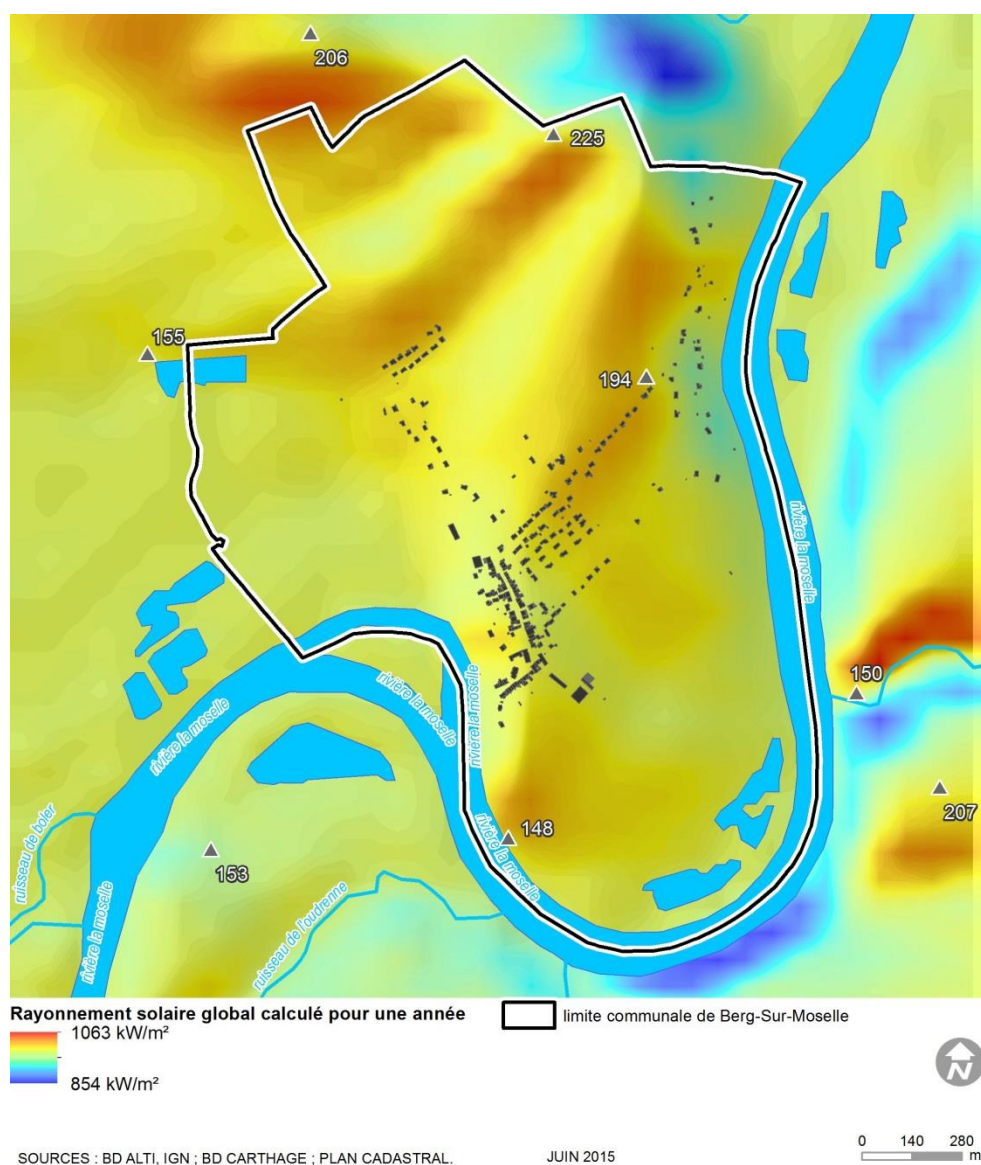 206
225
155
194
rivière la moselle
150
rivière la moselle
rivière la moselle
rivière la moselle
207
148
rivière la moselle
153
ruisseau de boler
rivière la moselle
ruisseau de l'oudrenne
Rayonnement solaire global calculé pour une année
limite communale de Berg-Sur-Moselle
1063 kW/m²
854 kW/m²
N
SOURCES : BD ALTI, IGN ; BD CARTHAGE ; PLAN CADASTRAL.
JUIN 2015
0 140 280
m